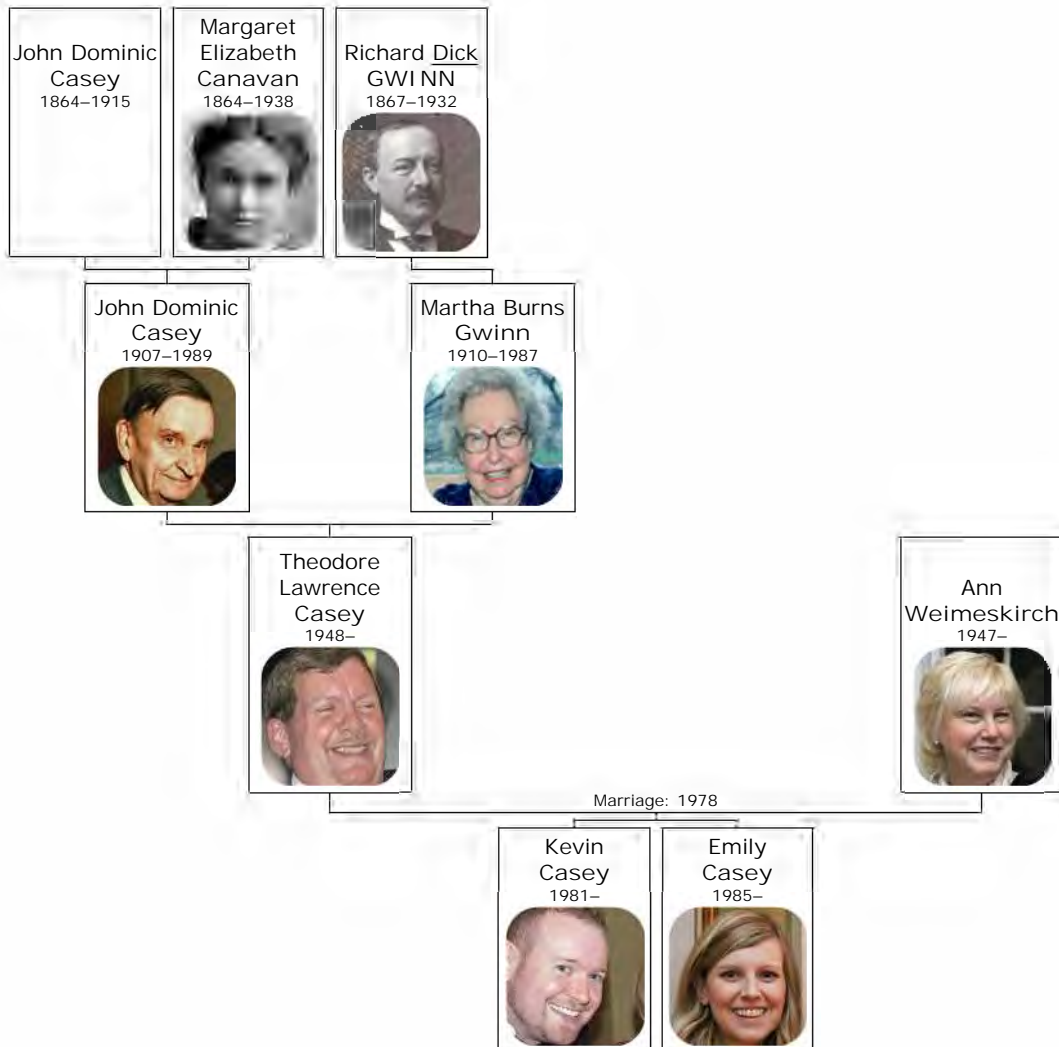 John Dominic
Casey
1864–1915
Margaret
Elizabeth
Canavan
1864–1938
Richard Dick
GWINN
1867–1932
John Dominic
Casey
1907–1989
Martha Burns
Gwinn
1910–1987
Theodore
Lawrence
Casey
1948–
Ann
Weimeskirch
1947–
Marriage: 1978
Kevin
Casey
1981–
Emily
Casey
1985–